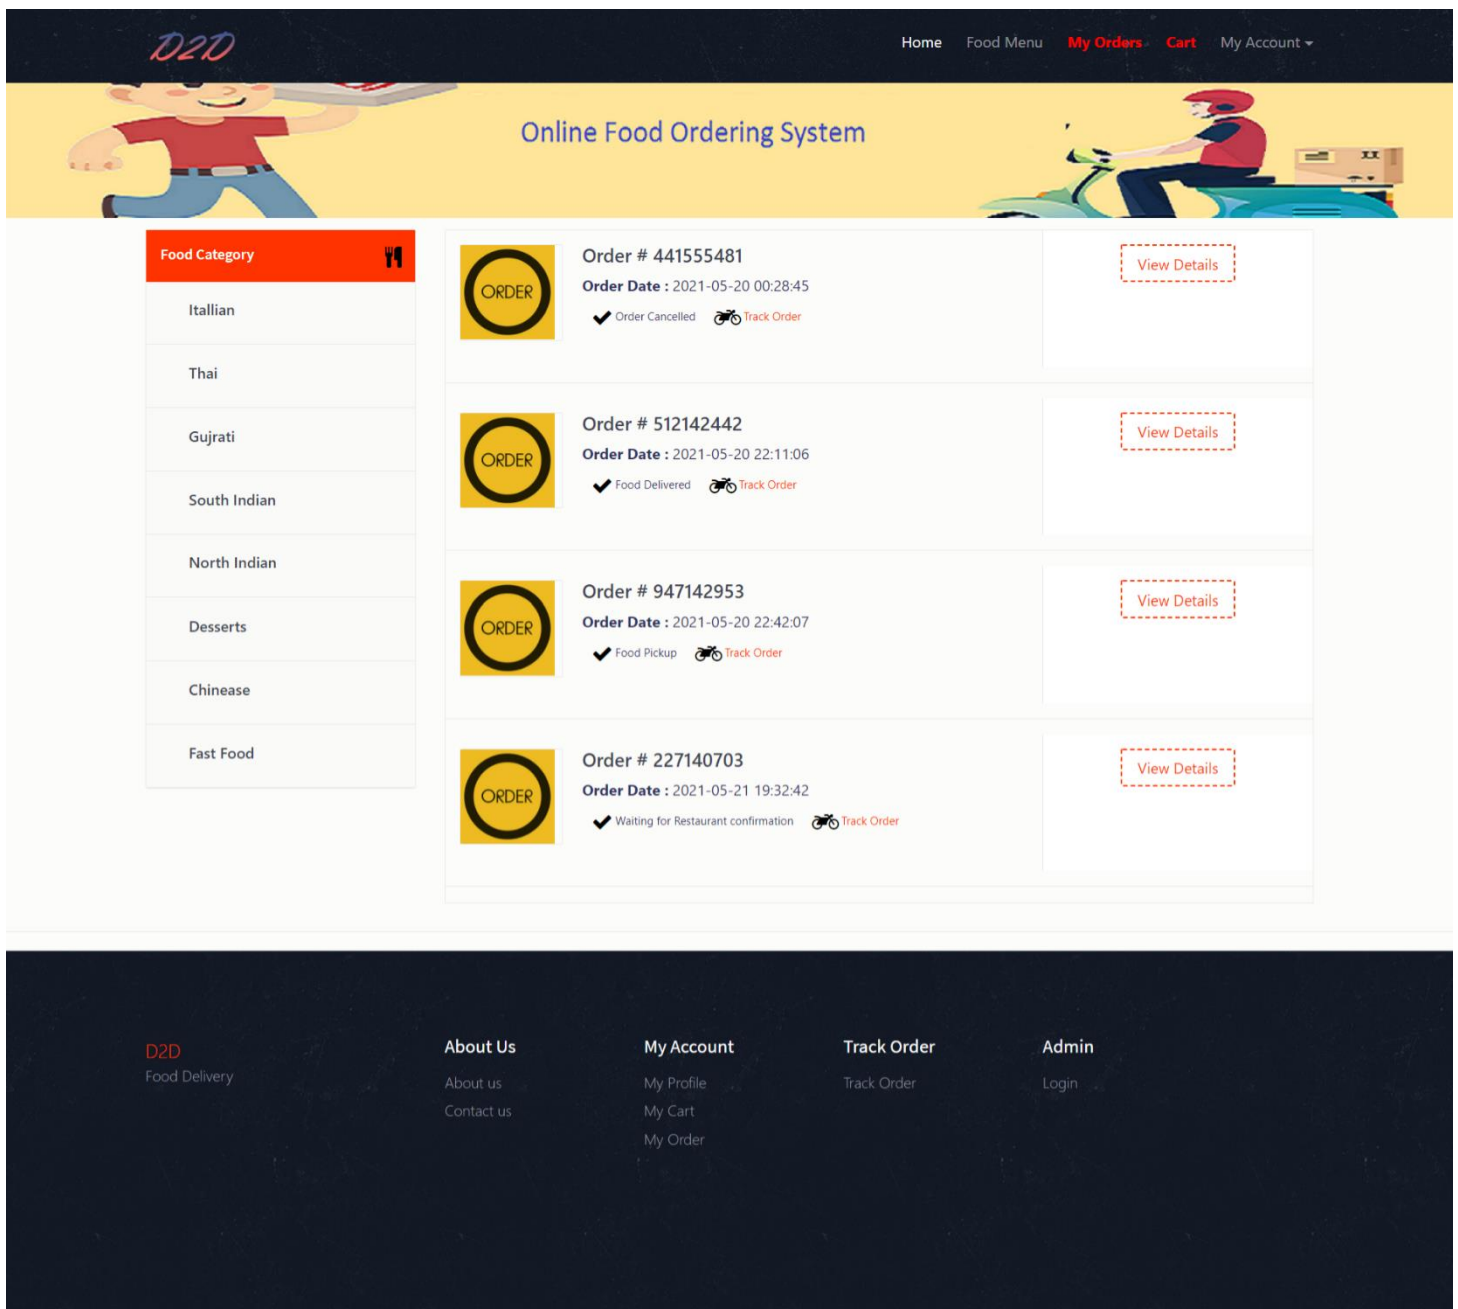 D2D
Home Food Menu My Orders Cart My Account
Online Food Ordering System
Food Category
Itallian
Thai
Gujrati
South Indian
North Indian
Desserts
Chinease
Fast Food
ORDER
Order # 441555481
Order Date : 2021-05-20 00:28:45
Order Cancelled Track Order
View Details
ORDER
Order # 512142442
Order Date : 2021-05-20 22:11:06
Food Delivered Track Order
View Details
ORDER
Order # 947142953
Order Date : 2021-05-20 22:42:07
Food Pickup Track Order
View Details
ORDER
Order # 227140703
Order Date : 2021-05-21 19:32:42
Waiting for Restaurant confirmation Track Order
View Details
D2D
Food Delivery
About Us
About us
Contact us
My Account
My Profile
My Cart
My Order
Track Order
Track Order
Admin
Login